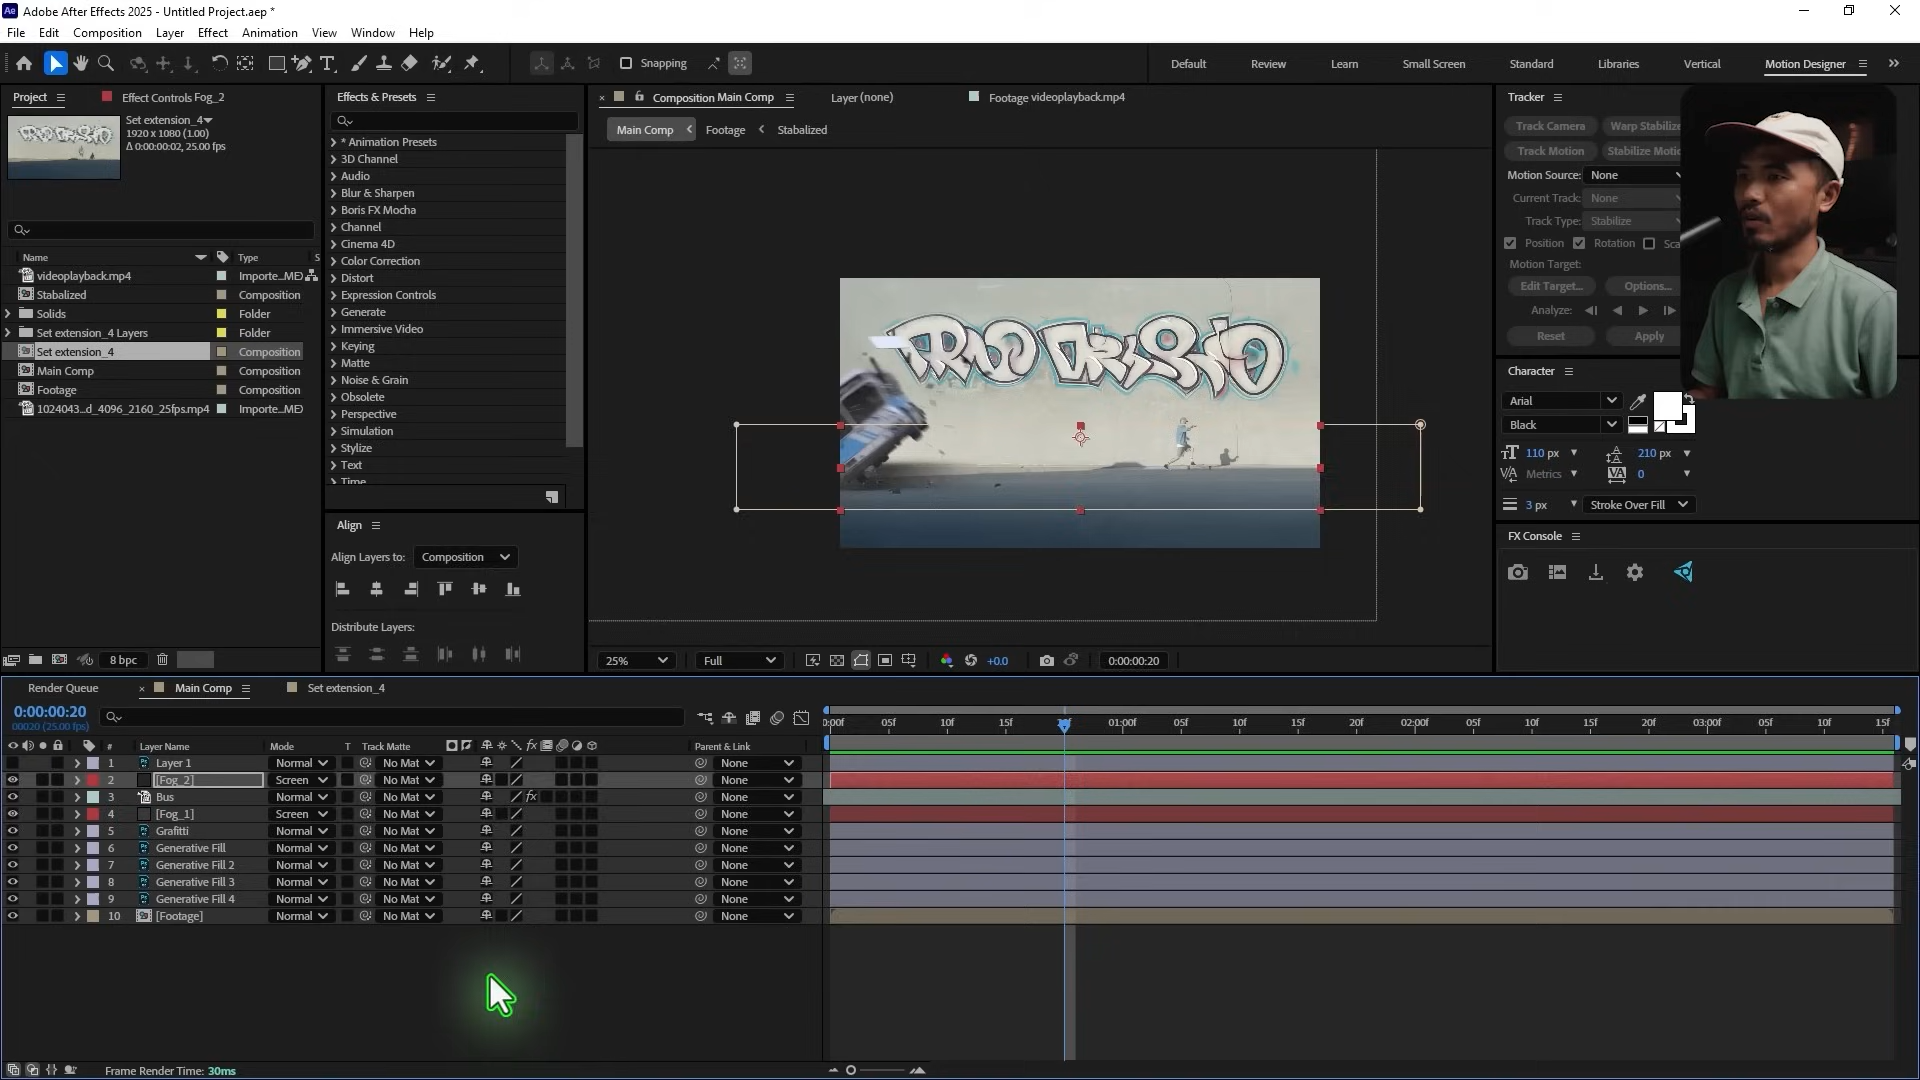 Adobe After Effects 2025 - Untitled Project.aep *
File Edit Composition Layer Effect Animation View Window Help
Snapping
Default Review Learn Small Screen Standard Libraries Vertical Motion Designer
Project
Effect Controls Fog_2
Set extension_4
1920 x 1080 (1.00)
Δ 0:00:00:02, 25.00 fps
Name Type S
videoplayback.mp4 Importe...ME
Stabalized Composition
Solids Folder
Set extension_4 Layers Folder
Set extension_4 Composition
Main Comp Composition
Footage Composition
1024043...d_4096_2160_25fps.mp4 Importe...ME
8 bpc
Effects & Presets
* Animation Presets
3D Channel
Audio
Blur & Sharpen
Boris FX Mocha
Channel
Cinema 4D
Color Correction
Distort
Expression Controls
Generate
Immersive Video
Keying
Matte
Noise & Grain
Obsolete
Perspective
Simulation
Stylize
Text
Time
Align
Align Layers to: Composition
Distribute Layers:
Composition Main Comp Layer (none) Footage videoplayback.mp4
Main Comp Footage Stabalized
25% Full +0.0 0:00:00:20
Tracker
Track Camera Warp Stabilize
Track Motion Stabilize Motio
Motion Source: None
Current Track: None
Track Type: Stabilize
Position Rotation Sca
Motion Target:
Edit Target... Options...
Analyze:
Reset Apply
Character
Arial
Black
110 px 210 px
Metrics 0
3 px Stroke Over Fill
FX Console
Render Queue Main Comp Set extension_4
0:00:00:20
00020 (25.00 fps)
# Layer Name Mode T Track Matte fx Parent & Link
0:00f 05f 10f 15f 20f 01:00f 05f 10f 15f 20f 02:00f 05f 10f 15f 20f 03:00f 05f 10f 15f
1 Layer 1 Normal No Mat None
2 [Fog_2] Screen No Mat None
3 Bus Normal No Mat fx None
4 [Fog_1] Screen No Mat None
5 Grafitti Normal No Mat None
6 Generative Fill Normal No Mat None
7 Generative Fill 2 Normal No Mat None
8 Generative Fill 3 Normal No Mat None
9 Generative Fill 4 Normal No Mat None
10 [Footage] Normal No Mat None
Frame Render Time: 30ms